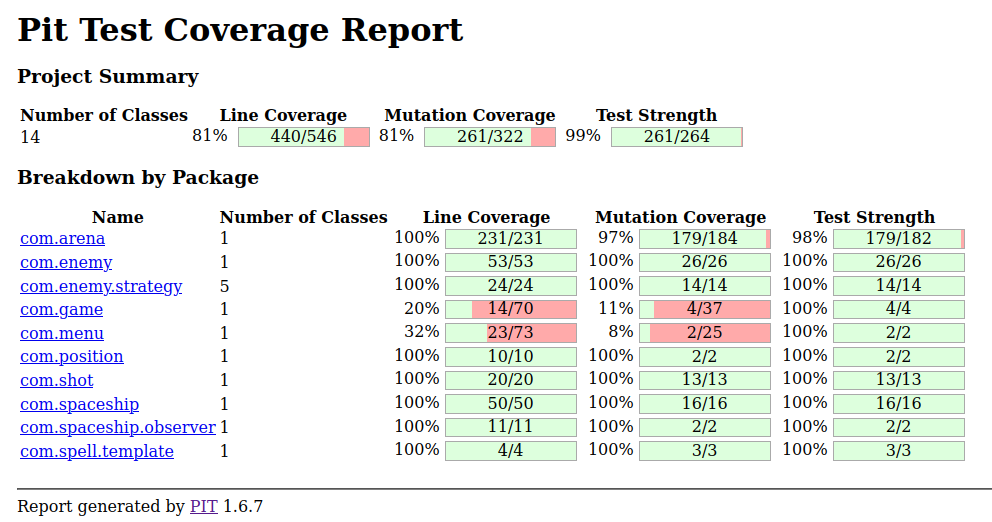 Pit Test Coverage Report
Project Summary
Number of Classes Line Coverage Mutation Coverage Test Strength
14 81% 440/546 81% 261/322 99% 261/264
Breakdown by Package
Name Number of Classes Line Coverage Mutation Coverage Test Strength
com.arena 1 100% 231/231 97% 179/184 98% 179/182
com.enemy 1 100% 53/53 100% 26/26 100% 26/26
com.enemy.strategy 5 100% 24/24 100% 14/14 100% 14/14
com.game 1 20% 14/70 11% 4/37 100% 4/4
com.menu 1 32% 23/73 8% 2/25 100% 2/2
com.position 1 100% 10/10 100% 2/2 100% 2/2
com.shot 1 100% 20/20 100% 13/13 100% 13/13
com.spaceship 1 100% 50/50 100% 16/16 100% 16/16
com.spaceship.observer 1 100% 11/11 100% 2/2 100% 2/2
com.spell.template 1 100% 4/4 100% 3/3 100% 3/3
Report generated by PIT 1.6.7